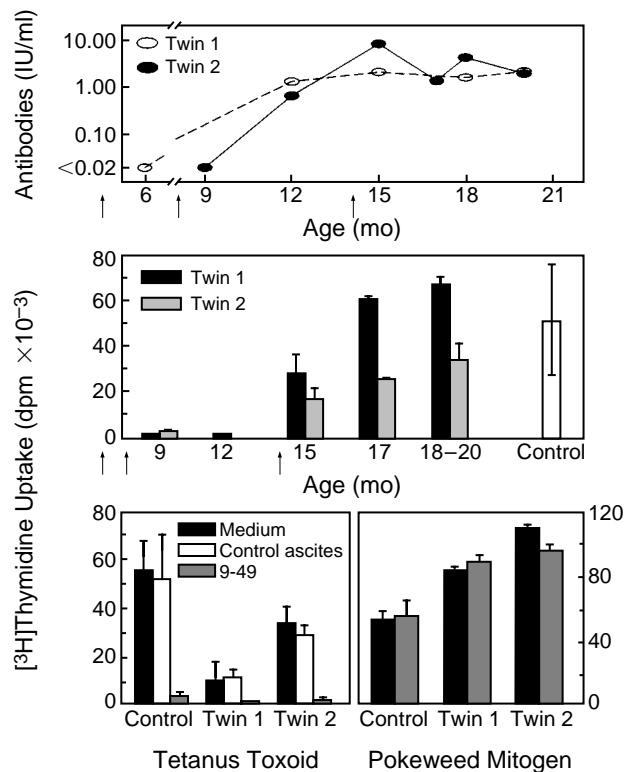 Antibodies (IU/ml)
10.00
1.00
0.10
<0.02
Twin 1
Twin 2
6 9 12 15 18 21
Age (mo)
[³H]Thymidine Uptake (dpm ×10⁻³)
80
60
40
20
0
Twin 1
Twin 2
9 12 15 17 18–20 Control
Age (mo)
80
60
40
20
0
Medium
Control ascites
9-49
120
80
40
0
Control Twin 1 Twin 2 Control Twin 1 Twin 2
Tetanus Toxoid Pokeweed Mitogen